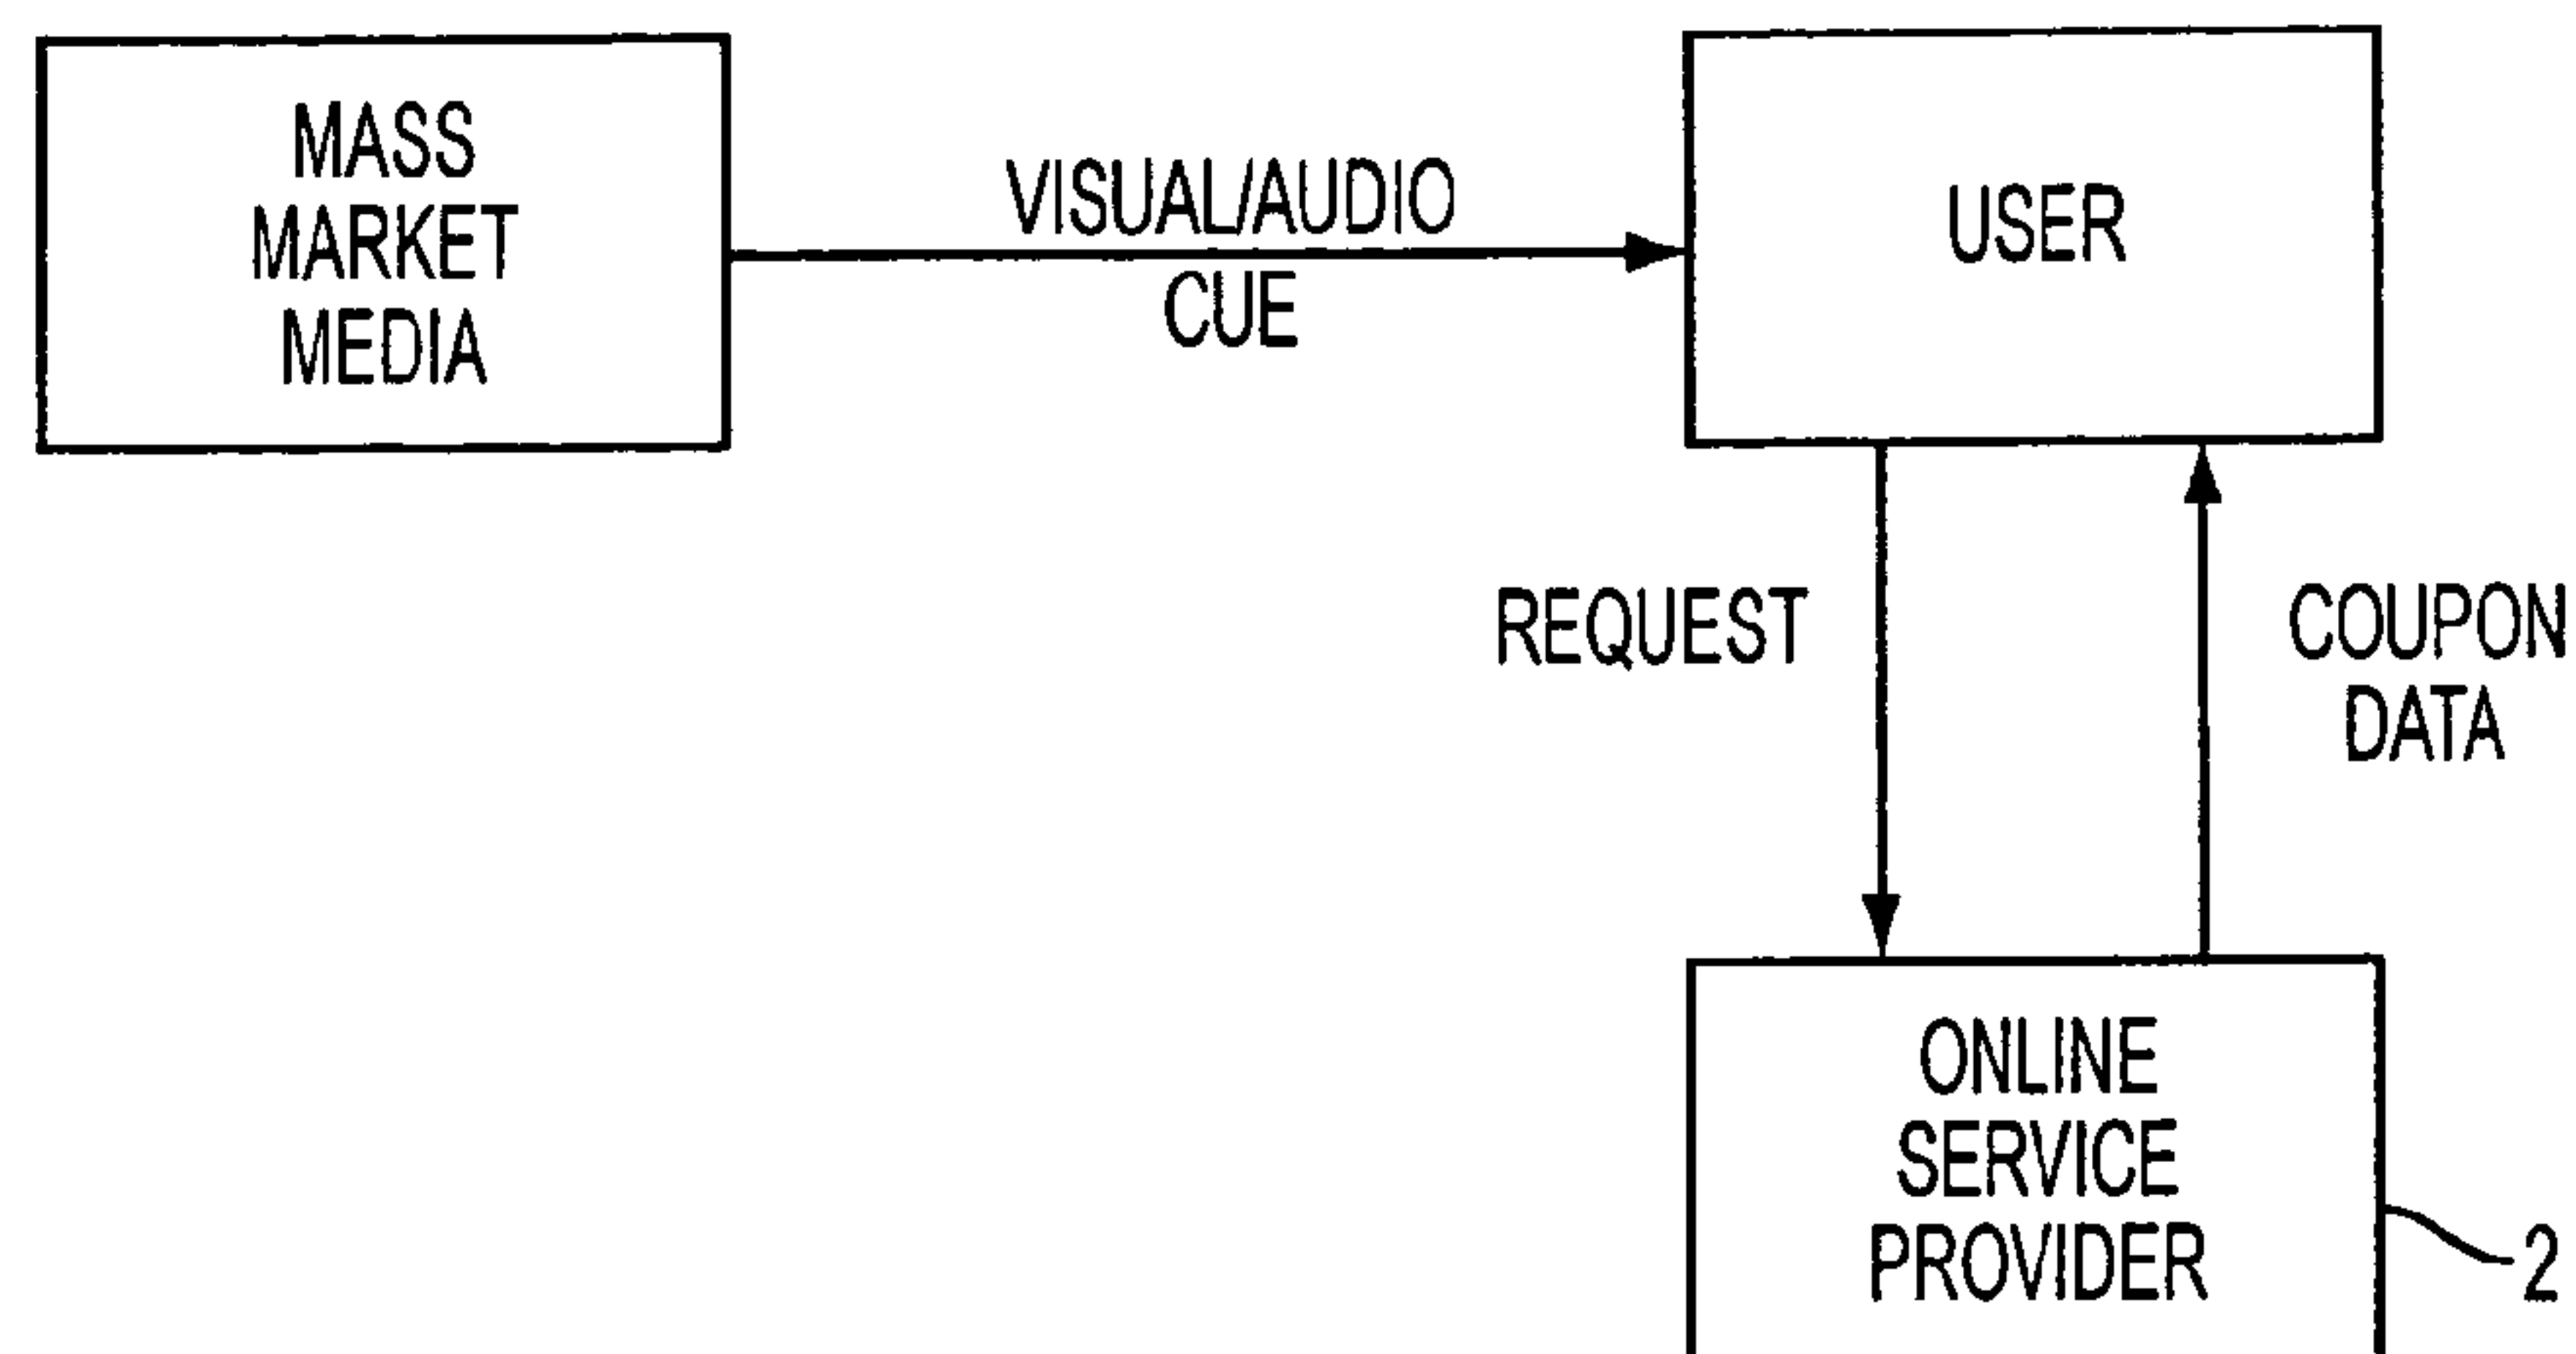 MASS
MARKET
MEDIA
VISUAL/AUDIO
CUE
USER
REQUEST
COUPON
DATA
ONLINE
SERVICE
PROVIDER
2